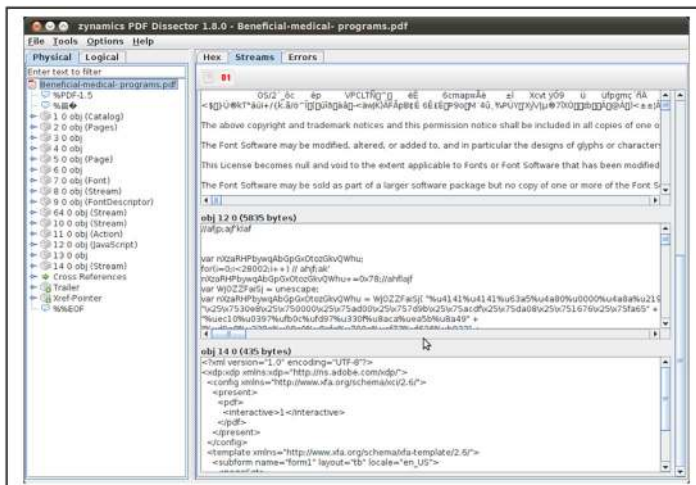 zynamics PDF Dissector 1.8.0 - Beneficial-medical- programs.pdf
File Tools Options Help
Physical Logical
Enter text to filter
Beneficial-medical- programs.pdf
%PDF-1.5
1 0 obj (Catalog)
2 0 obj (Pages)
3 0 obj
4 0 obj
5 0 obj (Page)
6 0 obj
7 0 obj (Font)
8 0 obj (Stream)
9 0 obj (FontDescriptor)
64 0 obj (Stream)
10 0 obj (Stream)
11 0 obj (Action)
12 0 obj (JavaScript)
13 0 obj
14 0 obj (Stream)
Cross References
Trailer
Xref-Pointer
%%EOF
Hex Streams Errors
01
The above copyright and trademark notices and this permission notice shall be included in all copies of one o
The Font Software may be modified, altered, or added to, and in particular the designs of glyphs or character
This License becomes null and void to the extent applicable to Fonts or Font Software that has been modified
The Font Software may be sold as part of a larger software package but no copy of one or more of the Font S
obj 12 0 (5835 bytes)
for(i=0;i<28002;i++) // ahjf;ak'
= unescape;
obj 14 0 (435 bytes)
<?xml version="1.0" encoding="UTF-8"?>
<xdp:xdp xmlns:xdp="http://ns.adobe.com/xdp/">
<config xmlns="http://www.xfa.org/schema/xci/2.6/">
<present>
<pdf>
<interactive>1</interactive>
</pdf>
</present>
</config>
<template xmlns="http://www.xfa.org/schema/xfa-template/2.6/">
<subform name="form1" layout="tb" locale="en_US">